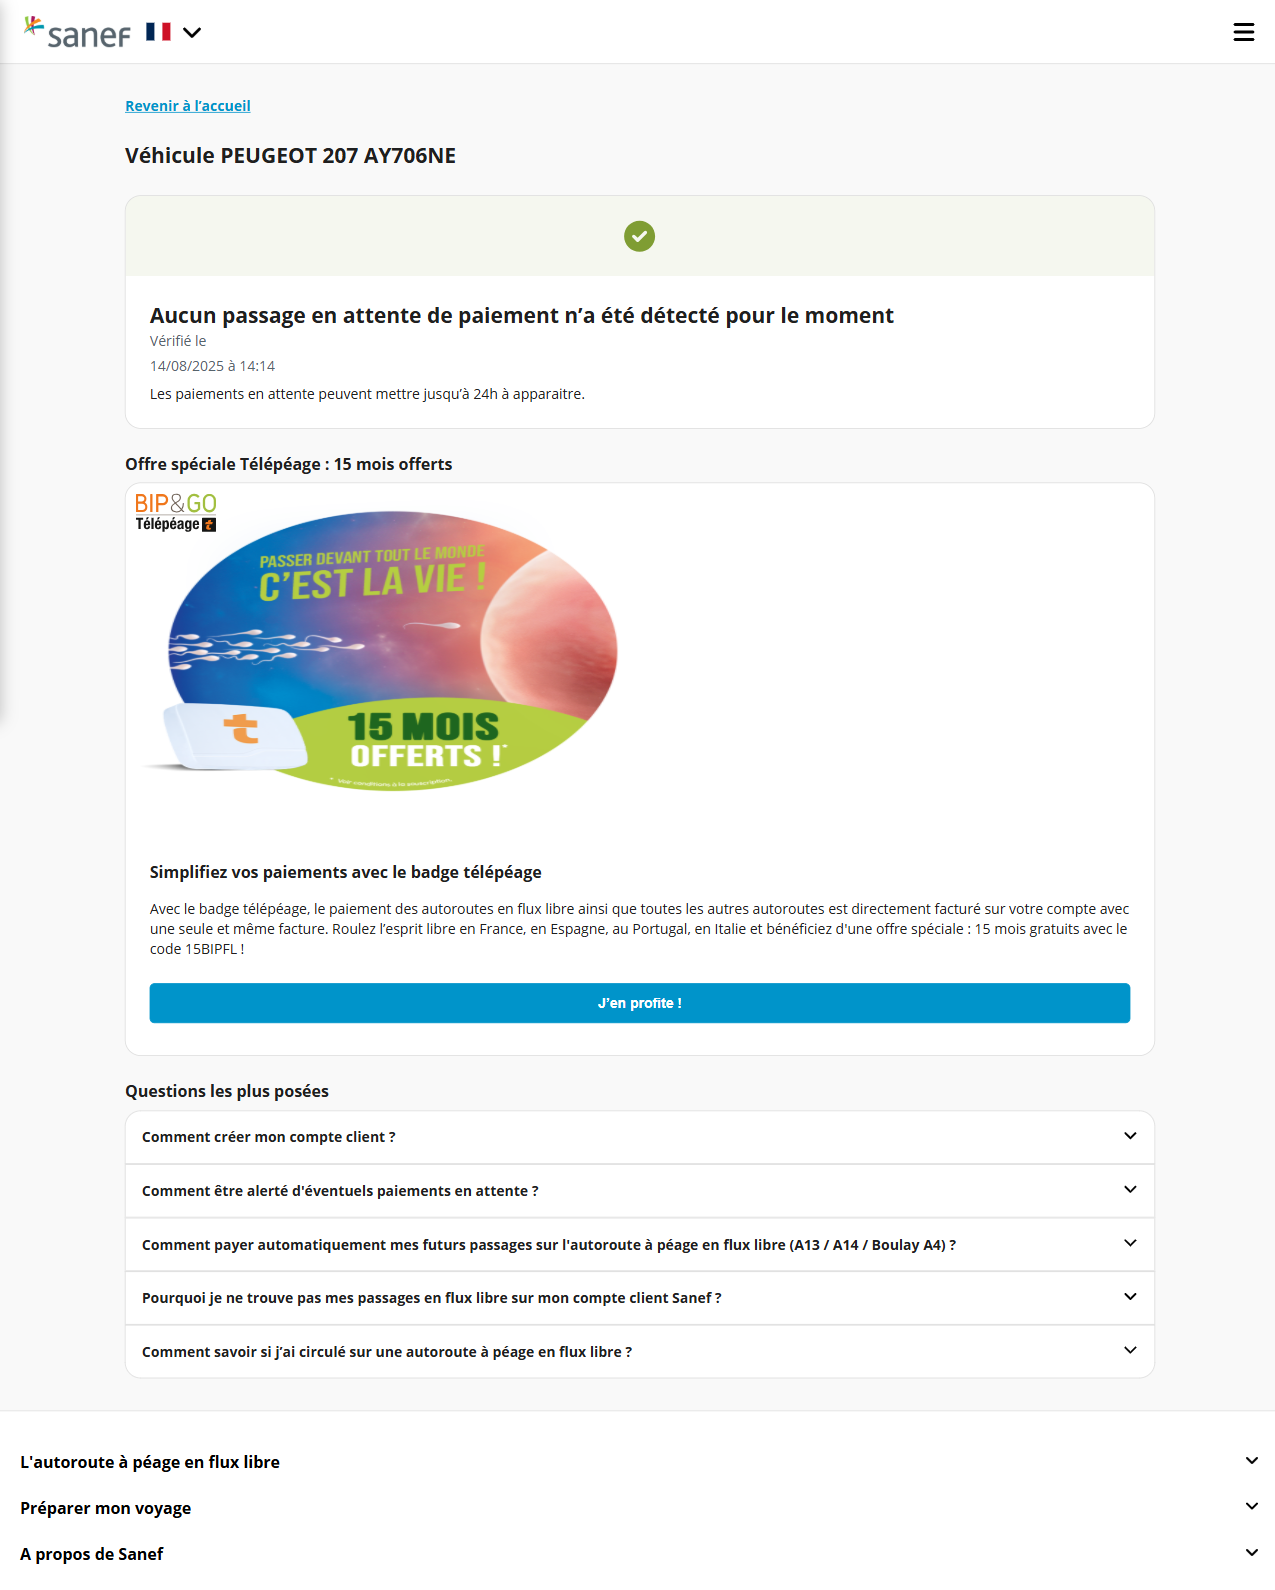 sanef
Revenir à l’accueil
Véhicule PEUGEOT 207 AY706NE
Aucun passage en attente de paiement n’a été détecté pour le moment
Vérifié le
14/08/2025 à 14:14
Les paiements en attente peuvent mettre jusqu’à 24h à apparaitre.
Offre spéciale Télépéage : 15 mois offerts
BIP&GO
Télépéage t
PASSER DEVANT TOUT LE MONDE
C’EST LA VIE !
t
15 MOIS
OFFERTS !*
* Voir conditions à la souscription.
Simplifiez vos paiements avec le badge télépéage
Avec le badge télépéage, le paiement des autoroutes en flux libre ainsi que toutes les autres autoroutes est directement facturé sur votre compte avec
une seule et même facture. Roulez l’esprit libre en France, en Espagne, au Portugal, en Italie et bénéficiez d'une offre spéciale : 15 mois gratuits avec le
code 15BIPFL !
J’en profite !
Questions les plus posées
Comment créer mon compte client ?
Comment être alerté d'éventuels paiements en attente ?
Comment payer automatiquement mes futurs passages sur l'autoroute à péage en flux libre (A13 / A14 / Boulay A4) ?
Pourquoi je ne trouve pas mes passages en flux libre sur mon compte client Sanef ?
Comment savoir si j’ai circulé sur une autoroute à péage en flux libre ?
L'autoroute à péage en flux libre
Préparer mon voyage
A propos de Sanef